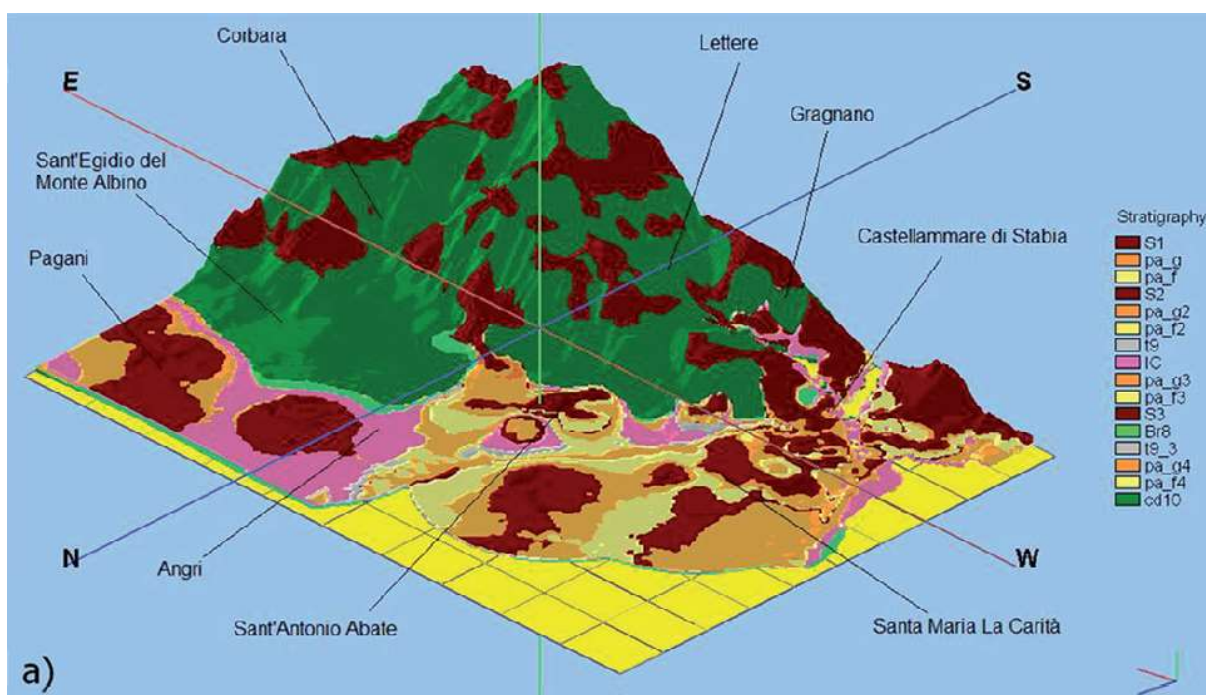 Corbara
Lettere
E
S
Gragnano
Sant'Egidio del
Monte Albino
Castellammare di Stabia
Pagani
Stratigraphy
S1
pa_g
pa_f
S2
pa_g2
pa_f2
t9
IC
pa_g3
pa_f3
S3
Br8
t9_3
pa_g4
pa_f4
cd10
N
W
Angri
Sant'Antonio Abate
Santa Maria La Carità
a)